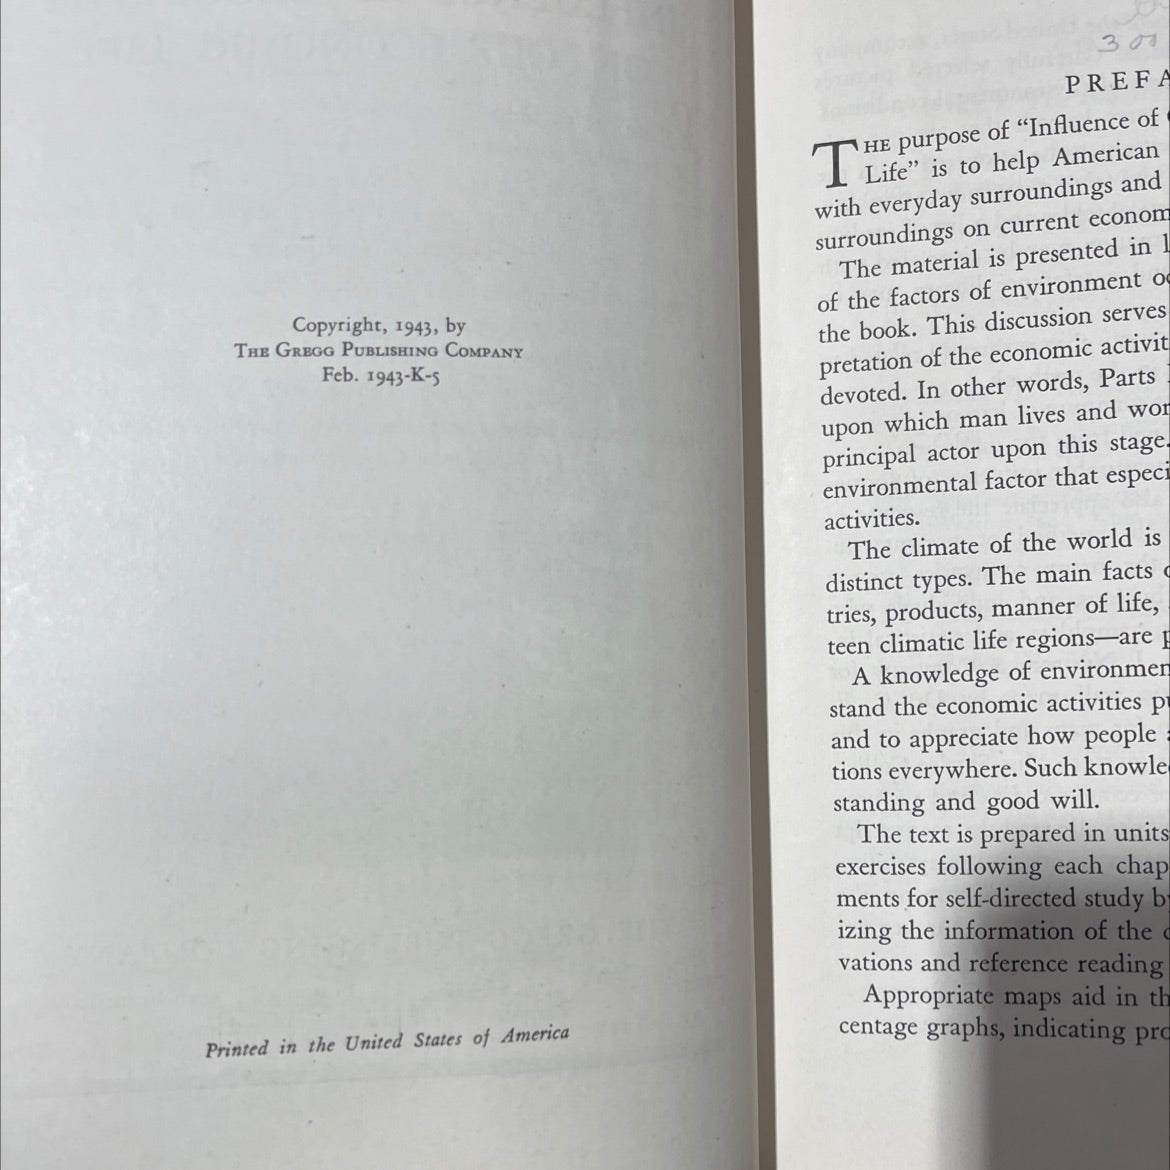 Copyright, 1943, by
THE GREGG PUBLISHING COMPANY
Feb. 1943-K-5
Printed in the United States of America
3 00
PREFA
THE purpose of “Influence of
Life” is to help American
with everyday surroundings and
surroundings on current econom
The material is presented in l
of the factors of environment oc
the book. This discussion serves
pretation of the economic activit
devoted. In other words, Parts
upon which man lives and wor
principal actor upon this stage.
environmental factor that especi
activities.
The climate of the world is
distinct types. The main facts
tries, products, manner of life,
teen climatic life regions—are p
A knowledge of environmen
stand the economic activities pu
and to appreciate how people a
tions everywhere. Such knowle
standing and good will.
The text is prepared in units
exercises following each chap
ments for self-directed study b
izing the information of the
vations and reference reading
Appropriate maps aid in th
centage graphs, indicating pro